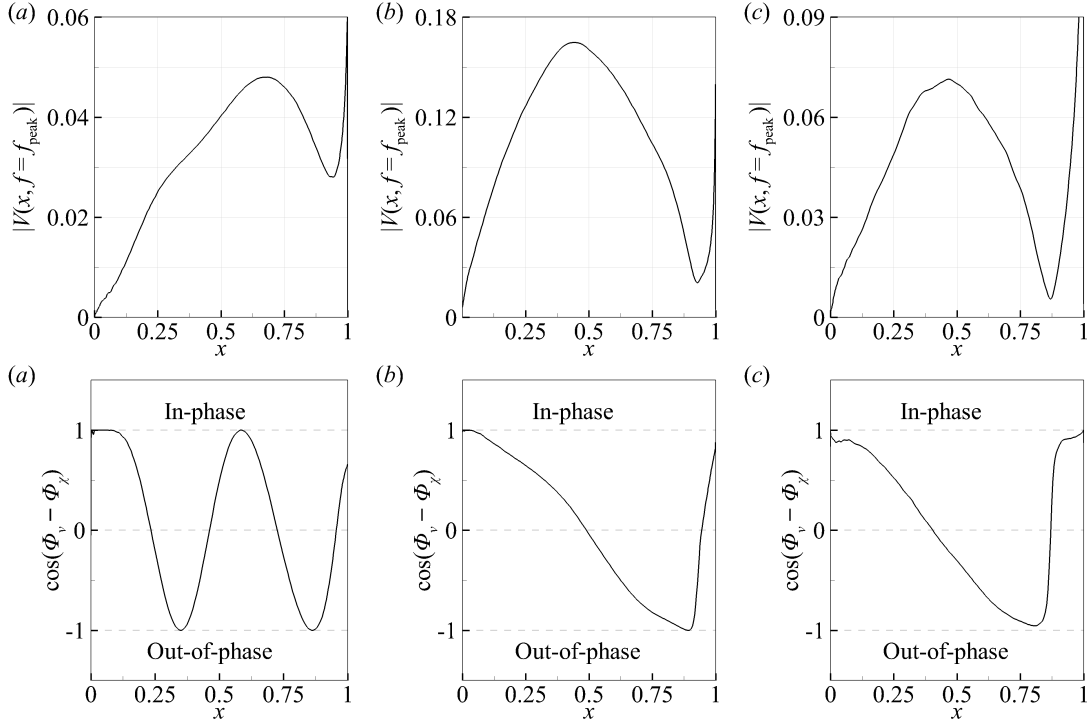 (a)
0.06
0.04
0.02
0
|V(x, f = f_peak)|
0 0.25 0.5 0.75 1
x
(b)
0.18
0.12
0.06
0
|V(x, f = f_peak)|
0.25 0.5 0.75 1
x
(c)
0.09
0.06
0.03
0
|V(x, f = f_peak)|
0 0.25 0.5 0.75 1
x
(a)
In-phase
1
0
-1
cos(Φ_v − Φ_χ)
Out-of-phase
0 0.25 0.5 0.75 1
x
(b)
In-phase
1
0
-1
cos(Φ_v − Φ_χ)
Out-of-phase
0 0.25 0.5 0.75 1
x
(c)
In-phase
1
0
-1
cos(Φ_v − Φ_χ)
Out-of-phase
0 0.25 0.5 0.75 1
x